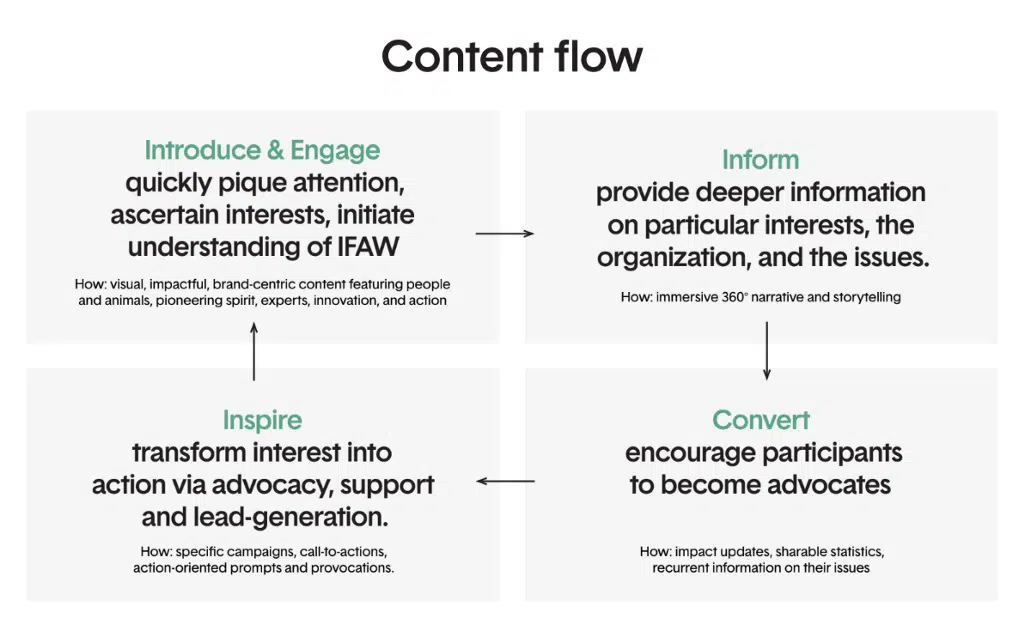 Content flow
Introduce & Engage
quickly pique attention,
ascertain interests, initiate
understanding of IFAW
How: visual, impactful, brand-centric content featuring people
and animals, pioneering spirit, experts, innovation, and action
Inform
provide deeper information
on particular interests, the
organization, and the issues.
How: immersive 360° narrative and storytelling
Convert
encourage participants
to become advocates
How: impact updates, sharable statistics,
recurrent information on their issues
Inspire
transform interest into
action via advocacy, support
and lead-generation.
How: specific campaigns, call-to-actions,
action-oriented prompts and provocations.